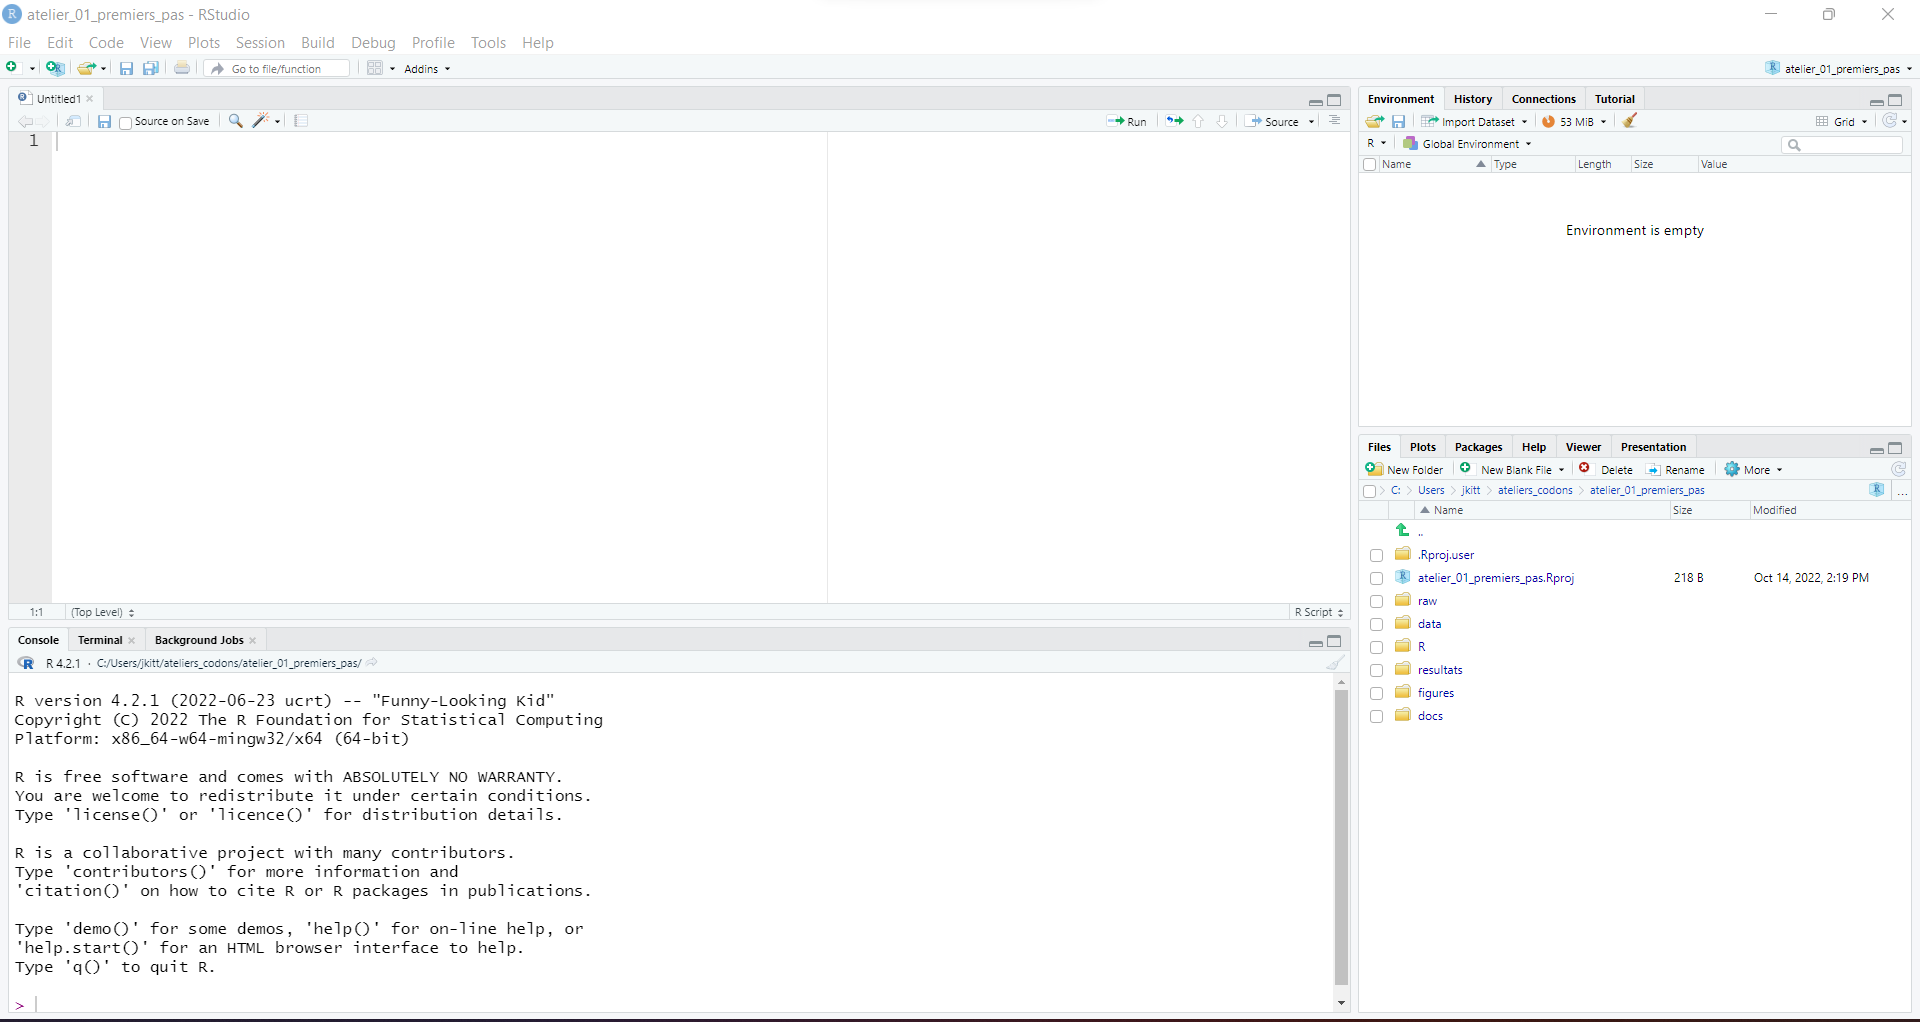 atelier_01_premiers_pas - RStudio
File Edit Code View Plots Session Build Debug Profile Tools Help
Go to file/function Addins atelier_01_premiers_pas
Untitled1
Source on Save Run Source
1
1:1 (Top Level) R Script
Console Terminal Background Jobs
R 4.2.1 · C:/Users/jkitt/ateliers_codons/atelier_01_premiers_pas/
R version 4.2.1 (2022-06-23 ucrt) -- "Funny-Looking Kid"
Copyright (C) 2022 The R Foundation for Statistical Computing
Platform: x86_64-w64-mingw32/x64 (64-bit)
R is free software and comes with ABSOLUTELY NO WARRANTY.
You are welcome to redistribute it under certain conditions.
Type 'license()' or 'licence()' for distribution details.
R is a collaborative project with many contributors.
Type 'contributors()' for more information and
'citation()' on how to cite R or R packages in publications.
Type 'demo()' for some demos, 'help()' for on-line help, or
'help.start()' for an HTML browser interface to help.
Type 'q()' to quit R.
>
Environment History Connections Tutorial
Import Dataset 53 MiB Grid
R Global Environment
Name Type Length Size Value
Environment is empty
Files Plots Packages Help Viewer Presentation
New Folder New Blank File Delete Rename More
C: Users jkitt ateliers_codons atelier_01_premiers_pas ...
Name Size Modified
..
.Rproj.user
atelier_01_premiers_pas.Rproj 218 B Oct 14, 2022, 2:19 PM
raw
data
R
resultats
figures
docs